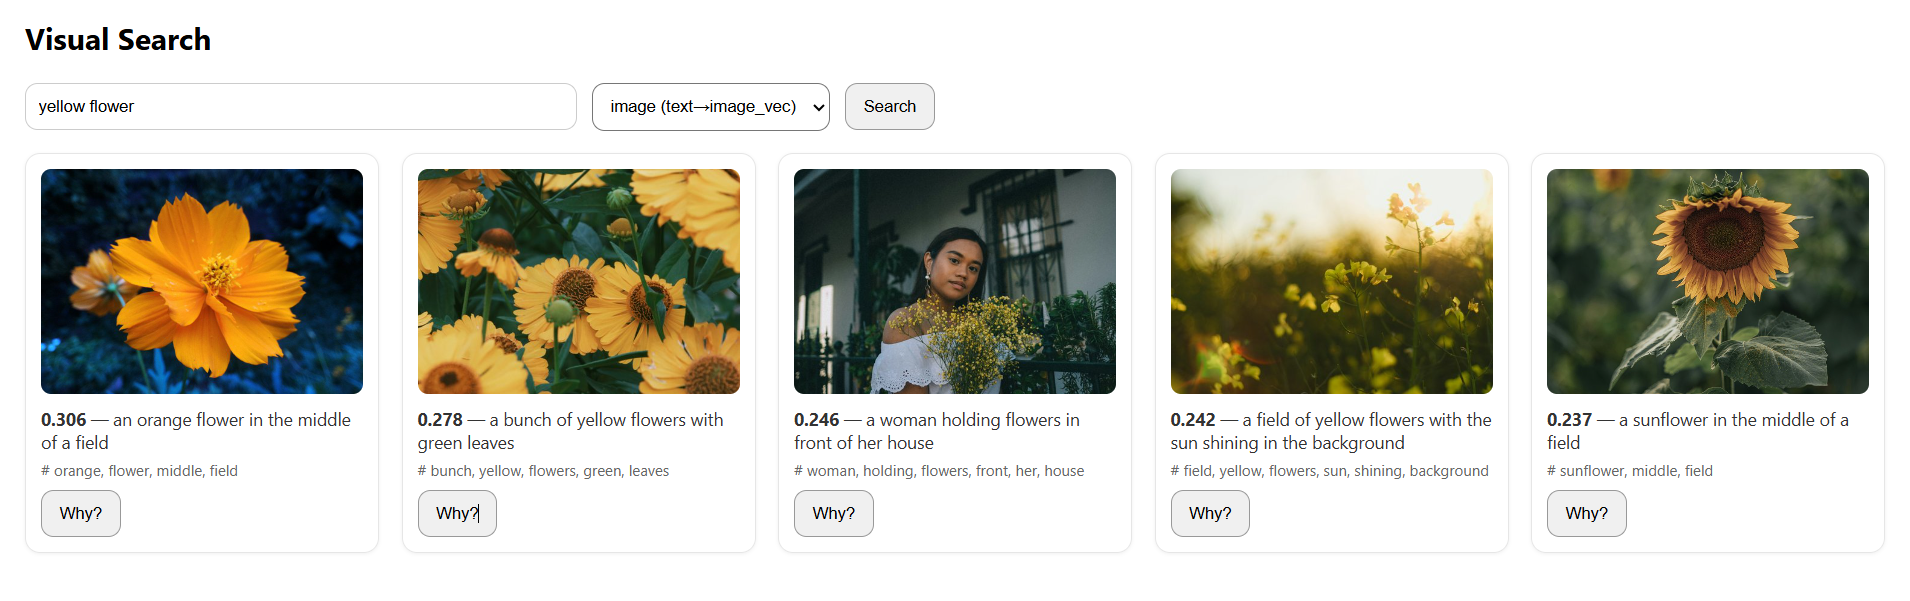 Visual Search
yellow flower
image (text→image_vec)
Search
0.306 — an orange flower in the middle
of a field
# orange, flower, middle, field
Why?
0.278 — a bunch of yellow flowers with
green leaves
# bunch, yellow, flowers, green, leaves
Why?
0.246 — a woman holding flowers in
front of her house
# woman, holding, flowers, front, her, house
Why?
0.242 — a field of yellow flowers with the
sun shining in the background
# field, yellow, flowers, sun, shining, background
Why?
0.237 — a sunflower in the middle of a
field
# sunflower, middle, field
Why?